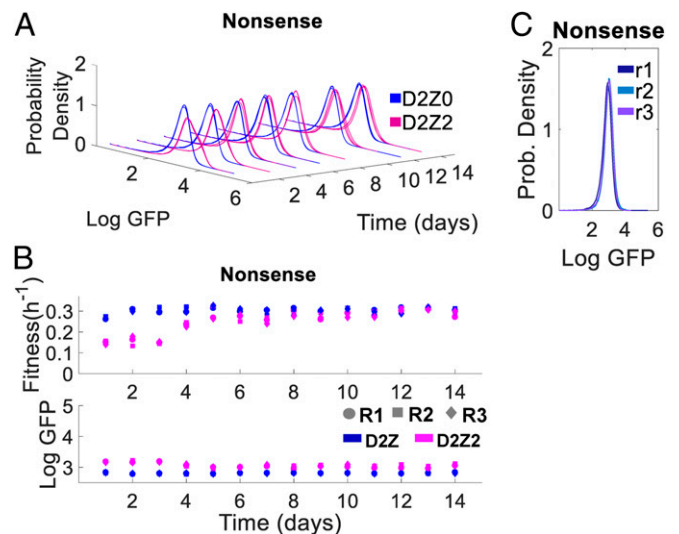 A
Nonsense
Probability
Density
2
1
0
D2Z0
D2Z2
2
4
6
Log GFP
2 4 6 8 10 12 14
Time (days)
C
Nonsense
Prob. Density
2
1
0
r1
r2
r3
2 4 6
Log GFP
B
Nonsense
Fitness(h⁻¹)
0.3
0.2
0.1
0
2 4 6 8 10 12 14
Log GFP
5
4
3
R1 R2 R3
D2Z D2Z2
2 4 6 8 10 12 14
Time (days)